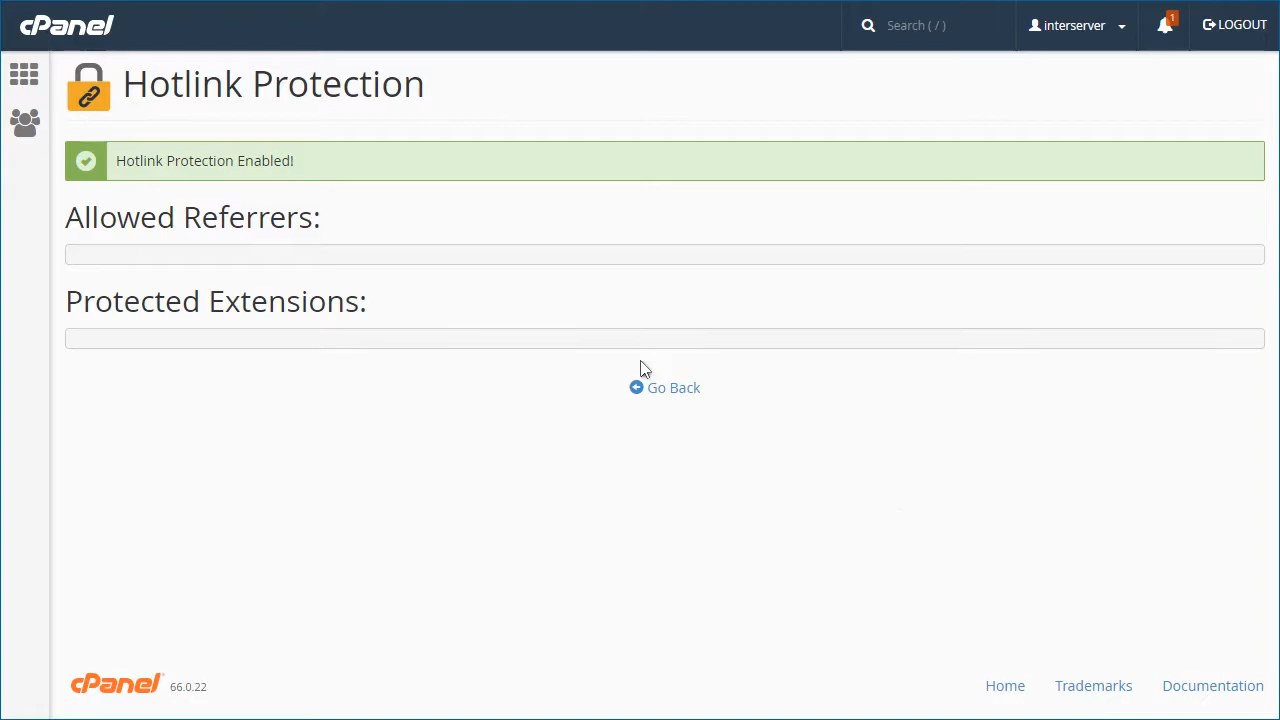 cPanel
Search ( / )
interserver
1
LOGOUT
Hotlink Protection
Hotlink Protection Enabled!
Allowed Referrers:
Protected Extensions:
Go Back
cPanel 66.0.22
Home
Trademarks
Documentation